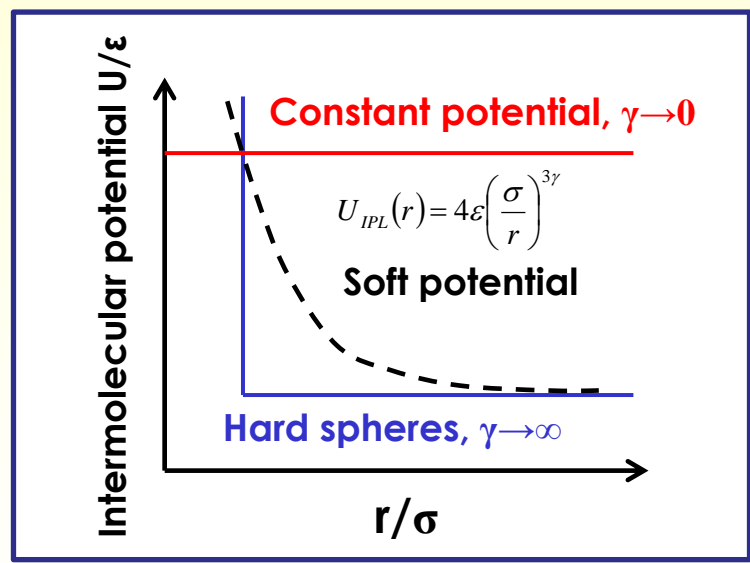 Intermolecular potential U/ε
Constant potential, γ→0
U_IPL(r) = 4ε(σ/r)^3γ
Soft potential
Hard spheres, γ→∞
r/σ